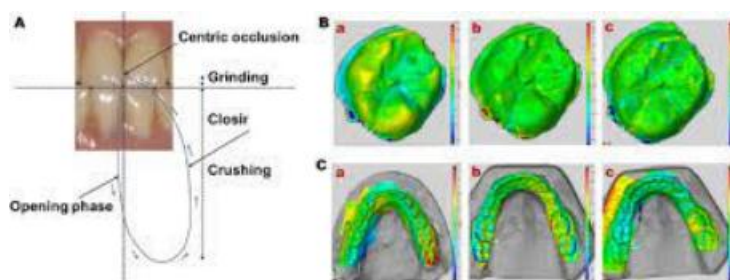 A
Centric occlusion
Grinding
Closir
Crushing
Opening phase
B
a
b
c
C
a
b
c